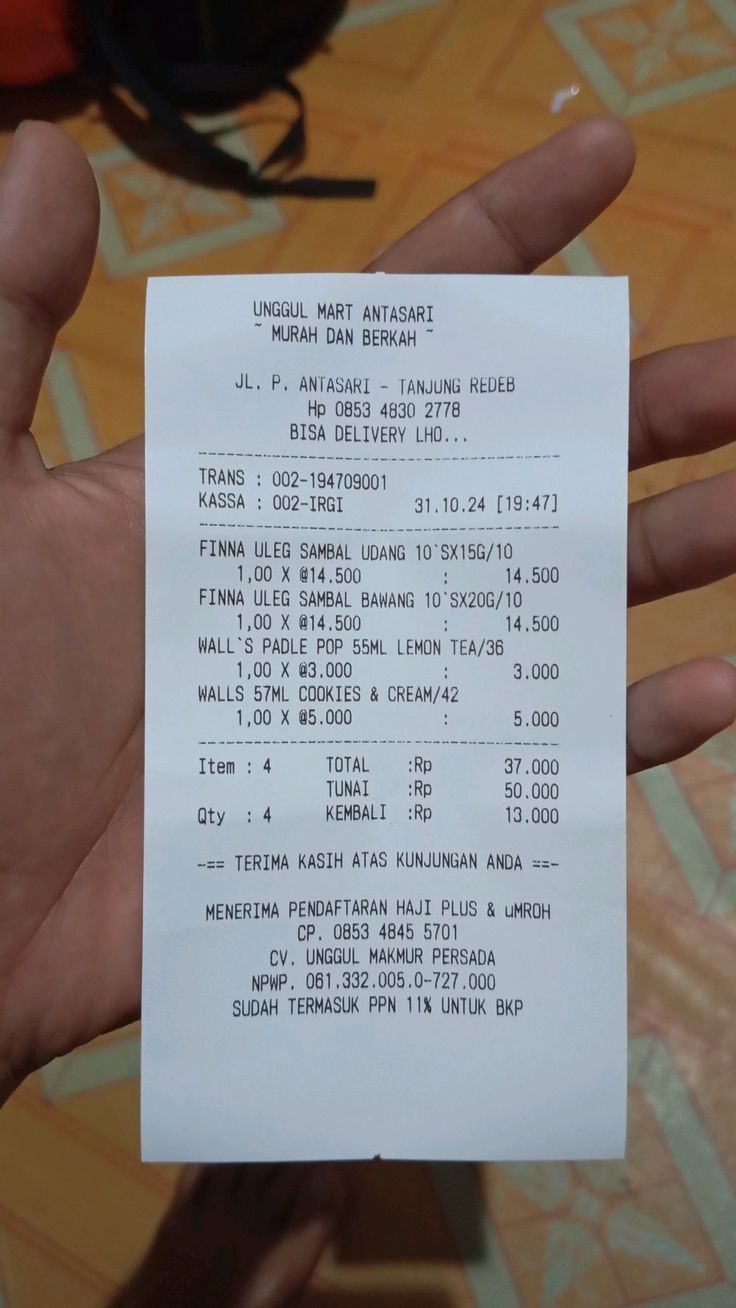 UNGGUL MART ANTASARI
~ MURAH DAN BERKAH ~
JL. P. ANTASARI - TANJUNG REDEB
Hp 0853 4830 2778
BISA DELIVERY LHO...
TRANS : 002-194709001
KASSA : 002-IRGI 31.10.24 [19:47]
FINNA ULEG SAMBAL UDANG 10`SX15G/10
1,00 X @14.500 : 14.500
FINNA ULEG SAMBAL BAWANG 10`SX20G/10
1,00 X @14.500 : 14.500
WALL`S PADLE POP 55ML LEMON TEA/36
1,00 X @3.000 : 3.000
WALLS 57ML COOKIES & CREAM/42
1,00 X @5.000 : 5.000
Item : 4 TOTAL :Rp 37.000
TUNAI :Rp 50.000
Qty : 4 KEMBALI :Rp 13.000
-== TERIMA KASIH ATAS KUNJUNGAN ANDA ==-
MENERIMA PENDAFTARAN HAJI PLUS & uMROH
CP. 0853 4845 5701
CV. UNGGUL MAKMUR PERSADA
NPWP. 061.332.005.0-727.000
SUDAH TERMASUK PPN 11% UNTUK BKP